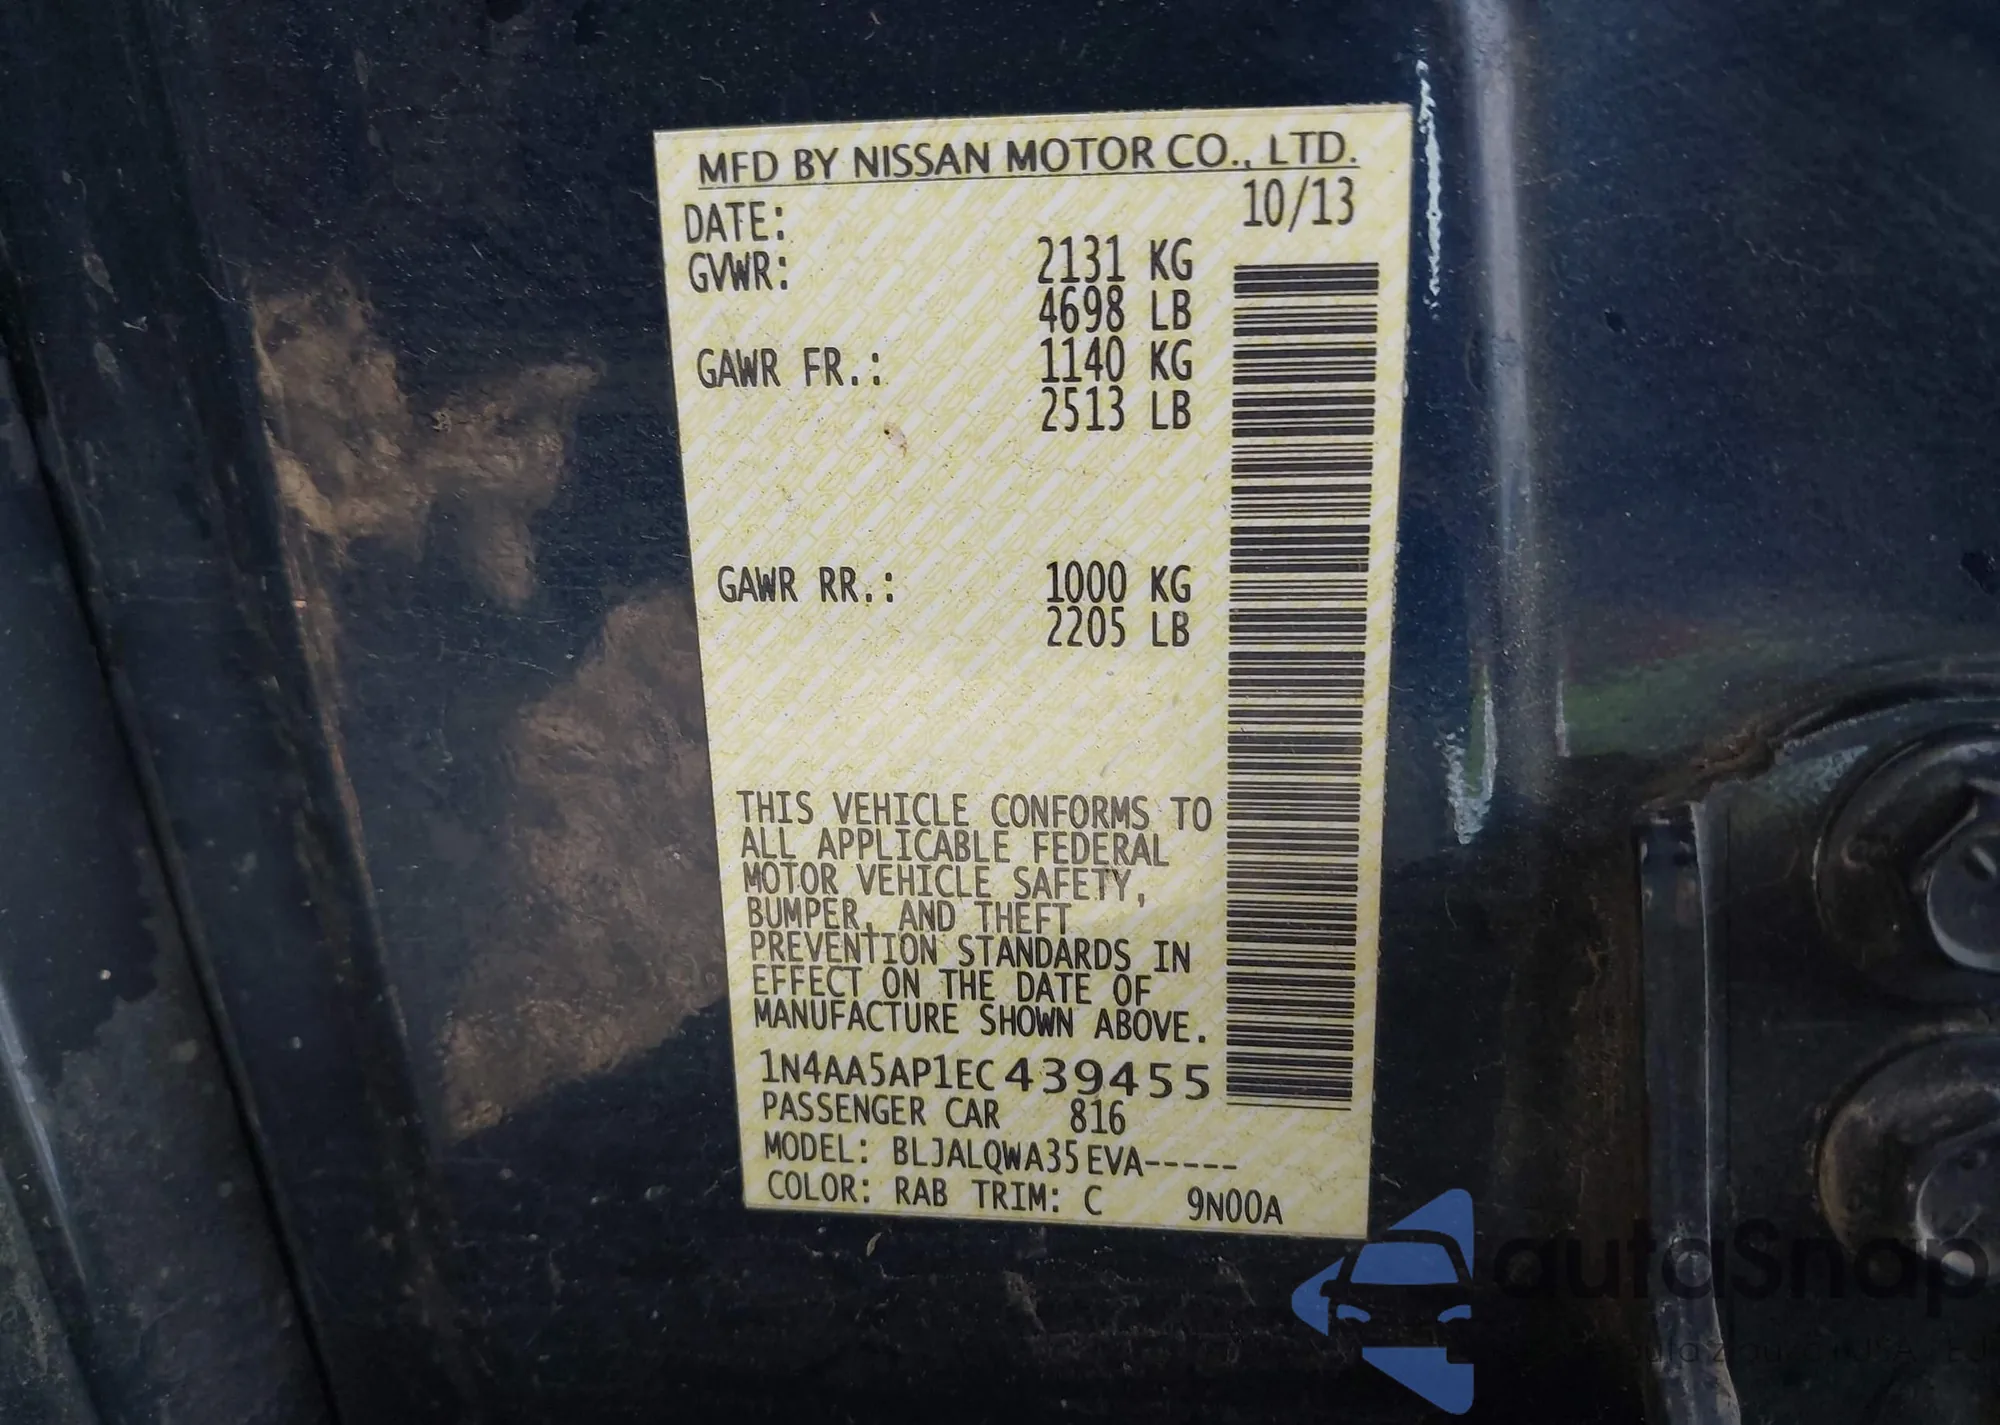 MFD BY NISSAN MOTOR CO., LTD.
DATE: 10/13
GVWR: 2131 KG
4698 LB
GAWR FR.: 1140 KG
2513 LB
GAWR RR.: 1000 KG
2205 LB
THIS VEHICLE CONFORMS TO
ALL APPLICABLE FEDERAL
MOTOR VEHICLE SAFETY,
BUMPER, AND THEFT
PREVENTION STANDARDS IN
EFFECT ON THE DATE OF
MANUFACTURE SHOWN ABOVE.
1N4AA5AP1EC439455
PASSENGER CAR 816
MODEL: BLJALQWA35EVA-----
COLOR: RAB TRIM: C 9N00A
autoSnap